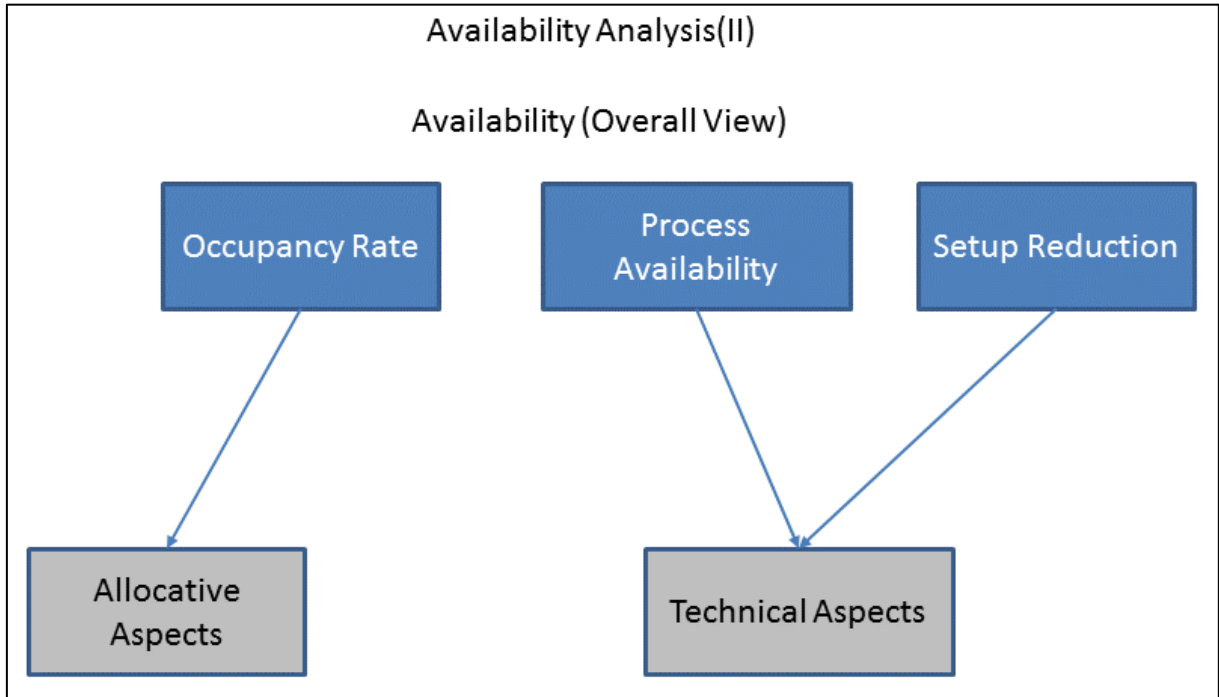 Availability Analysis(II)
Availability (Overall View)
Occupancy Rate
Process
Availability
Setup Reduction
Allocative
Aspects
Technical Aspects